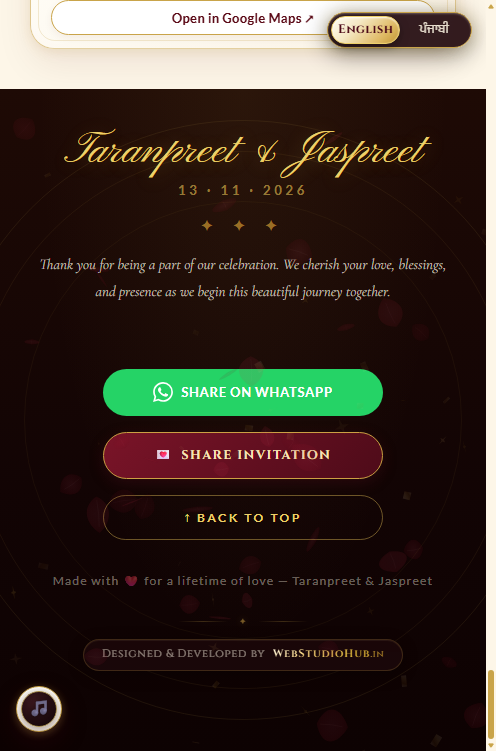 Open in Google Maps ↗
ENGLISH ਪੰਜਾਬੀ
Taranpreet & Jaspreet
13 · 11 · 2026
Thank you for being a part of our celebration. We cherish your love, blessings,
and presence as we begin this beautiful journey together.
SHARE ON WHATSAPP
💌 SHARE INVITATION
↑ BACK TO TOP
Made with ❤️ for a lifetime of love — Taranpreet & Jaspreet
DESIGNED & DEVELOPED BY WEBSTUDIOHUB.IN